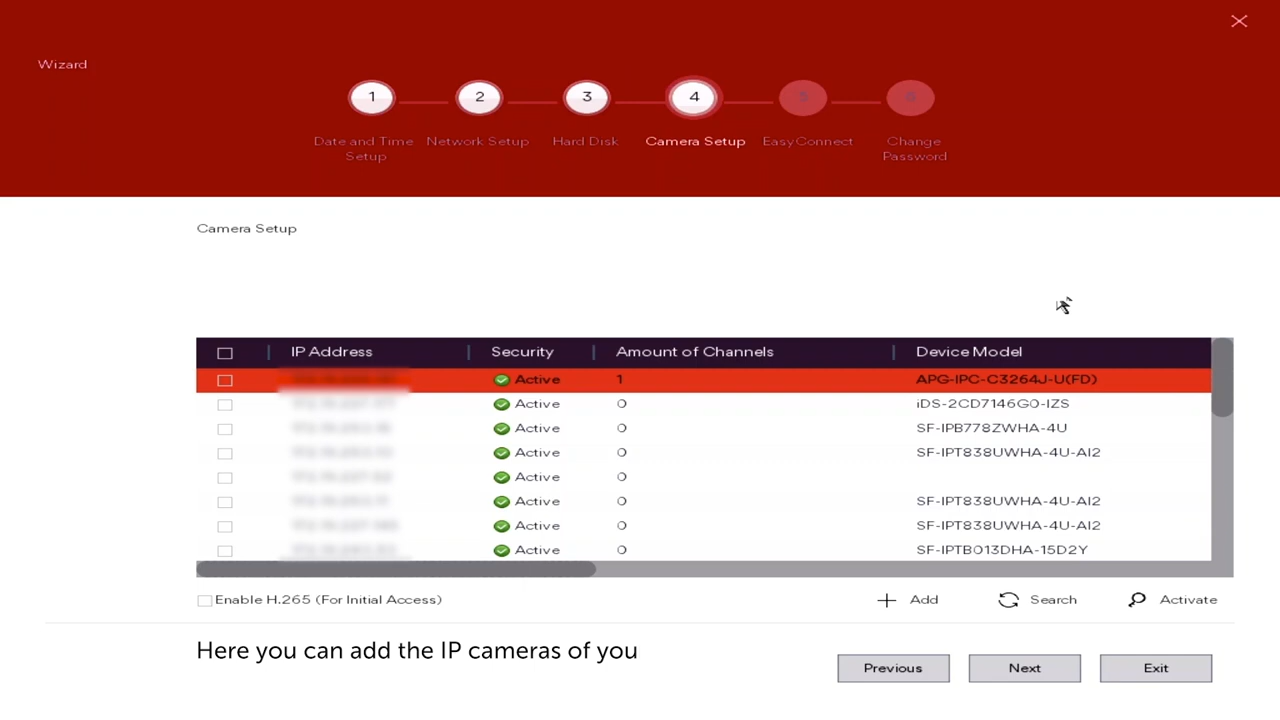 Wizard
1 2 3 4 5 6
Date and Time Setup Network Setup Hard Disk Camera Setup EasyConnect Change Password
Camera Setup
IP Address Security Amount of Channels Device Model
Active 1 APG-IPC-C3264J-U(FD)
Active 0 iDS-2CD7146G0-IZS
Active 0 SF-IPB778ZWHA-4U
Active 0 SF-IPT838UWHA-4U-AI2
Active 0
Active 0 SF-IPT838UWHA-4U-AI2
Active 0 SF-IPT838UWHA-4U-AI2
Active 0 SF-IPTB013DHA-15D2Y
Enable H.265 (For Initial Access) Add Search Activate
Here you can add the IP cameras of you
Previous Next Exit